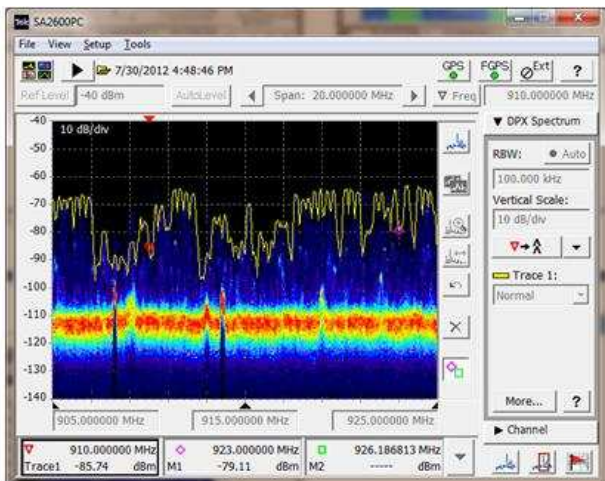 Tek SA2600PC
File View Setup Tools
7/30/2012 4:48:46 PM GPS FGPS Ext ?
Ref Level -40 dBm AutoLevel Span: 20.000000 MHz Freq 910.000000 MHz
-40 10 dB/div
-50
-60
-70
-80
-90
-100
-110
-120
-130
-140
905.000000 MHz 915.000000 MHz 925.000000 MHz
910.000000 MHz 923.000000 MHz 926.186813 MHz
Trace1 -85.74 dBm M1 -79.11 dBm M2 ----- dBm
DPX Spectrum
RBW: Auto
100.000 kHz
Vertical Scale:
10 dB/div
Trace 1:
Normal
More... ?
Channel